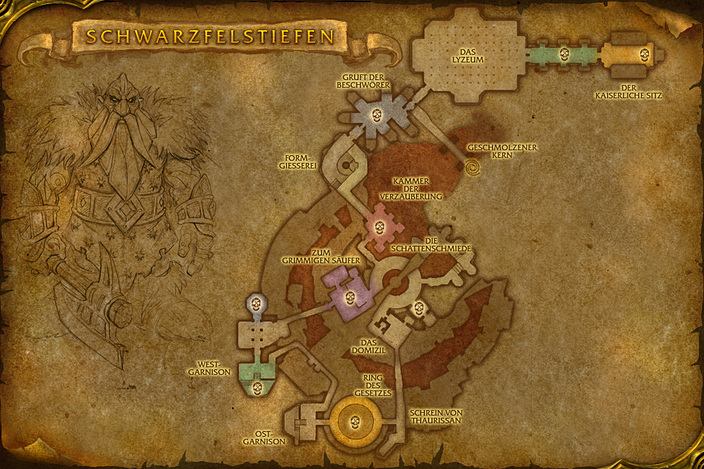 SCHWARZFELSTIEFEN
DAS
LYZEUM
GRUFT DER
BESCHWÖRER
DER
KAISERLICHE SITZ
FORM-
GIESSEREI
GESCHMOLZENER
KERN
KAMMER
DER
VERZAUBERUNG
DIE
SCHATTENSCHMIEDE
ZUM
GRIMMIGEN SÄUFER
DAS
DOMIZIL
WEST-
GARNISON
RING
DES
GESETZES
SCHREIN VON
THAURISSAN
OST-
GARNISON